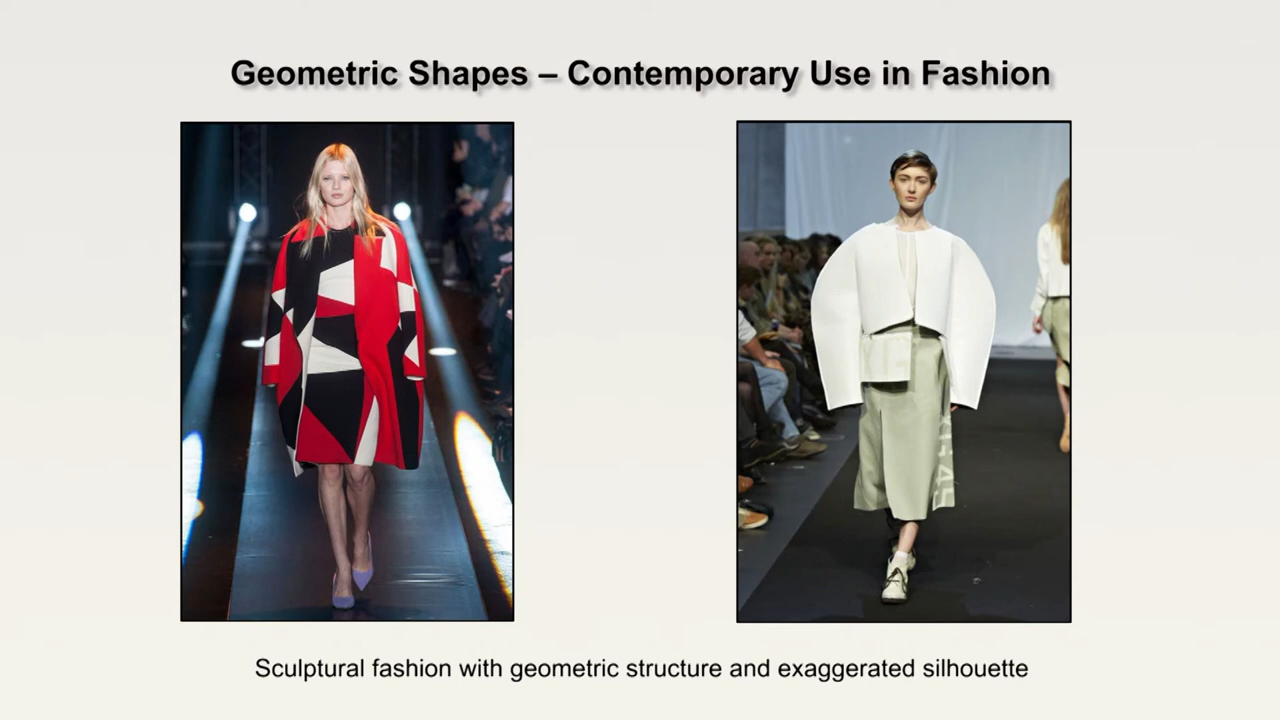 Geometric Shapes – Contemporary Use in Fashion
Sculptural fashion with geometric structure and exaggerated silhouette